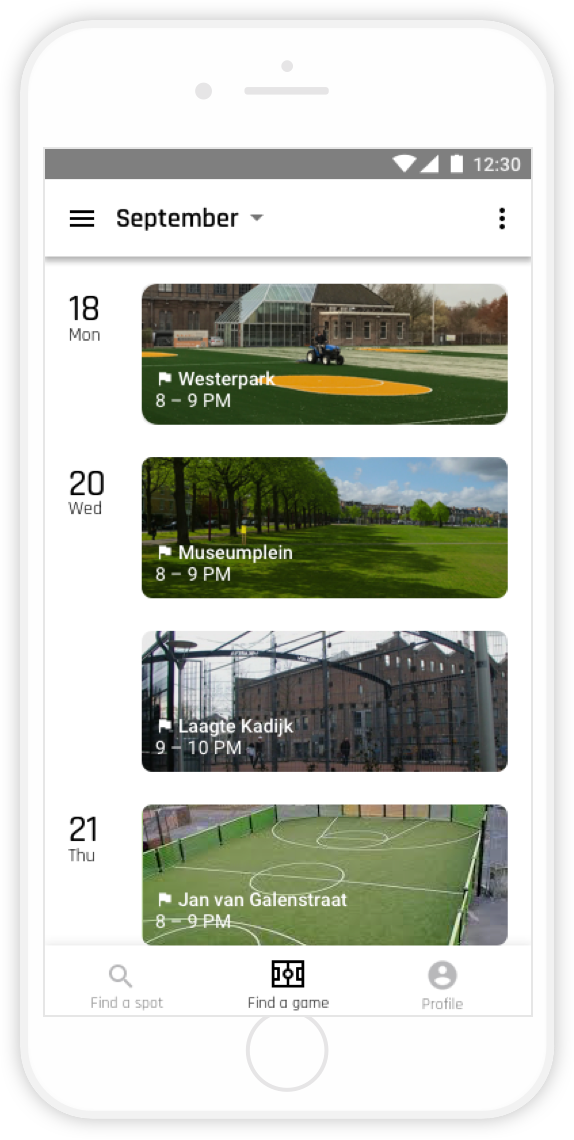 12:30
September
18
Mon
Westerpark
8 – 9 PM
20
Wed
Museumplein
8 – 9 PM
Laagte Kadijk
9 – 10 PM
21
Thu
Jan van Galenstraat
8 – 9 PM
Find a spot
Find a game
Profile